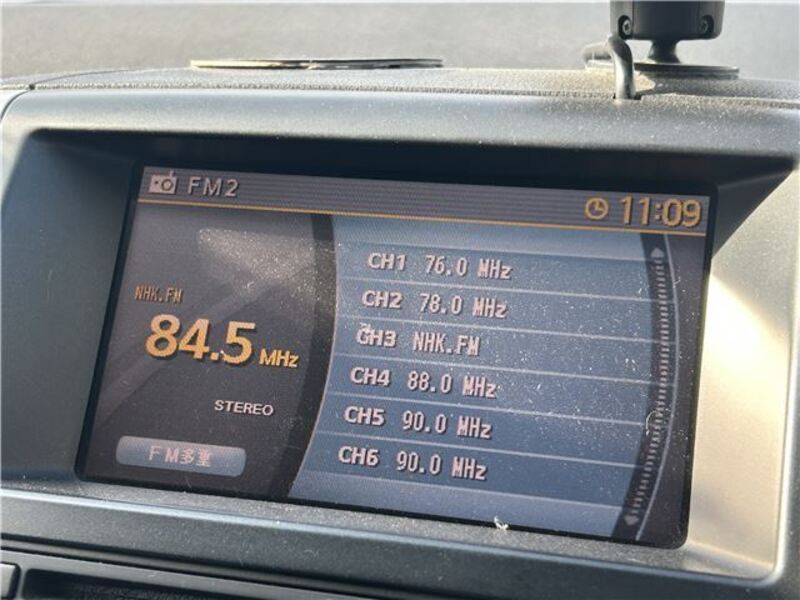 FM2
11:09
NHK.FM
84.5 MHz
STEREO
FM多重
CH1 76.0 MHz
CH2 78.0 MHz
CH3 NHK.FM
CH4 88.0 MHz
CH5 90.0 MHz
CH6 90.0 MHz